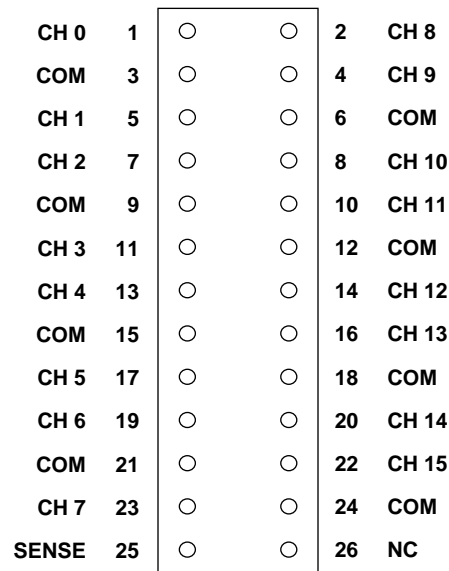 CH 0 1 2 CH 8
COM 3 4 CH 9
CH 1 5 6 COM
CH 2 7 8 CH 10
COM 9 10 CH 11
CH 3 11 12 COM
CH 4 13 14 CH 12
COM 15 16 CH 13
CH 5 17 18 COM
CH 6 19 20 CH 14
COM 21 22 CH 15
CH 7 23 24 COM
SENSE 25 26 NC